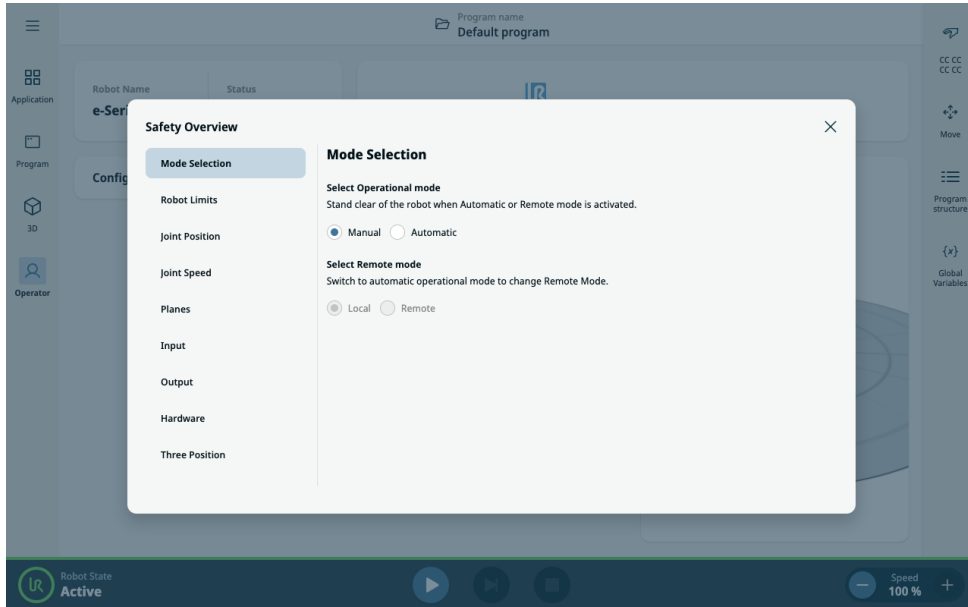 Program name
Default program
Application
Program
3D
Operator
Robot Name
Status
e-Seri
Config
Safety Overview
Mode Selection
Robot Limits
Joint Position
Joint Speed
Planes
Input
Output
Hardware
Three Position
Mode Selection
Select Operational mode
Stand clear of the robot when Automatic or Remote mode is activated.
Manual Automatic
Select Remote mode
Switch to automatic operational mode to change Remote Mode.
Local Remote
CC CC
CC CC
Move
Program
structure
{x}
Global
Variables
Robot State
Active
Speed
100 %